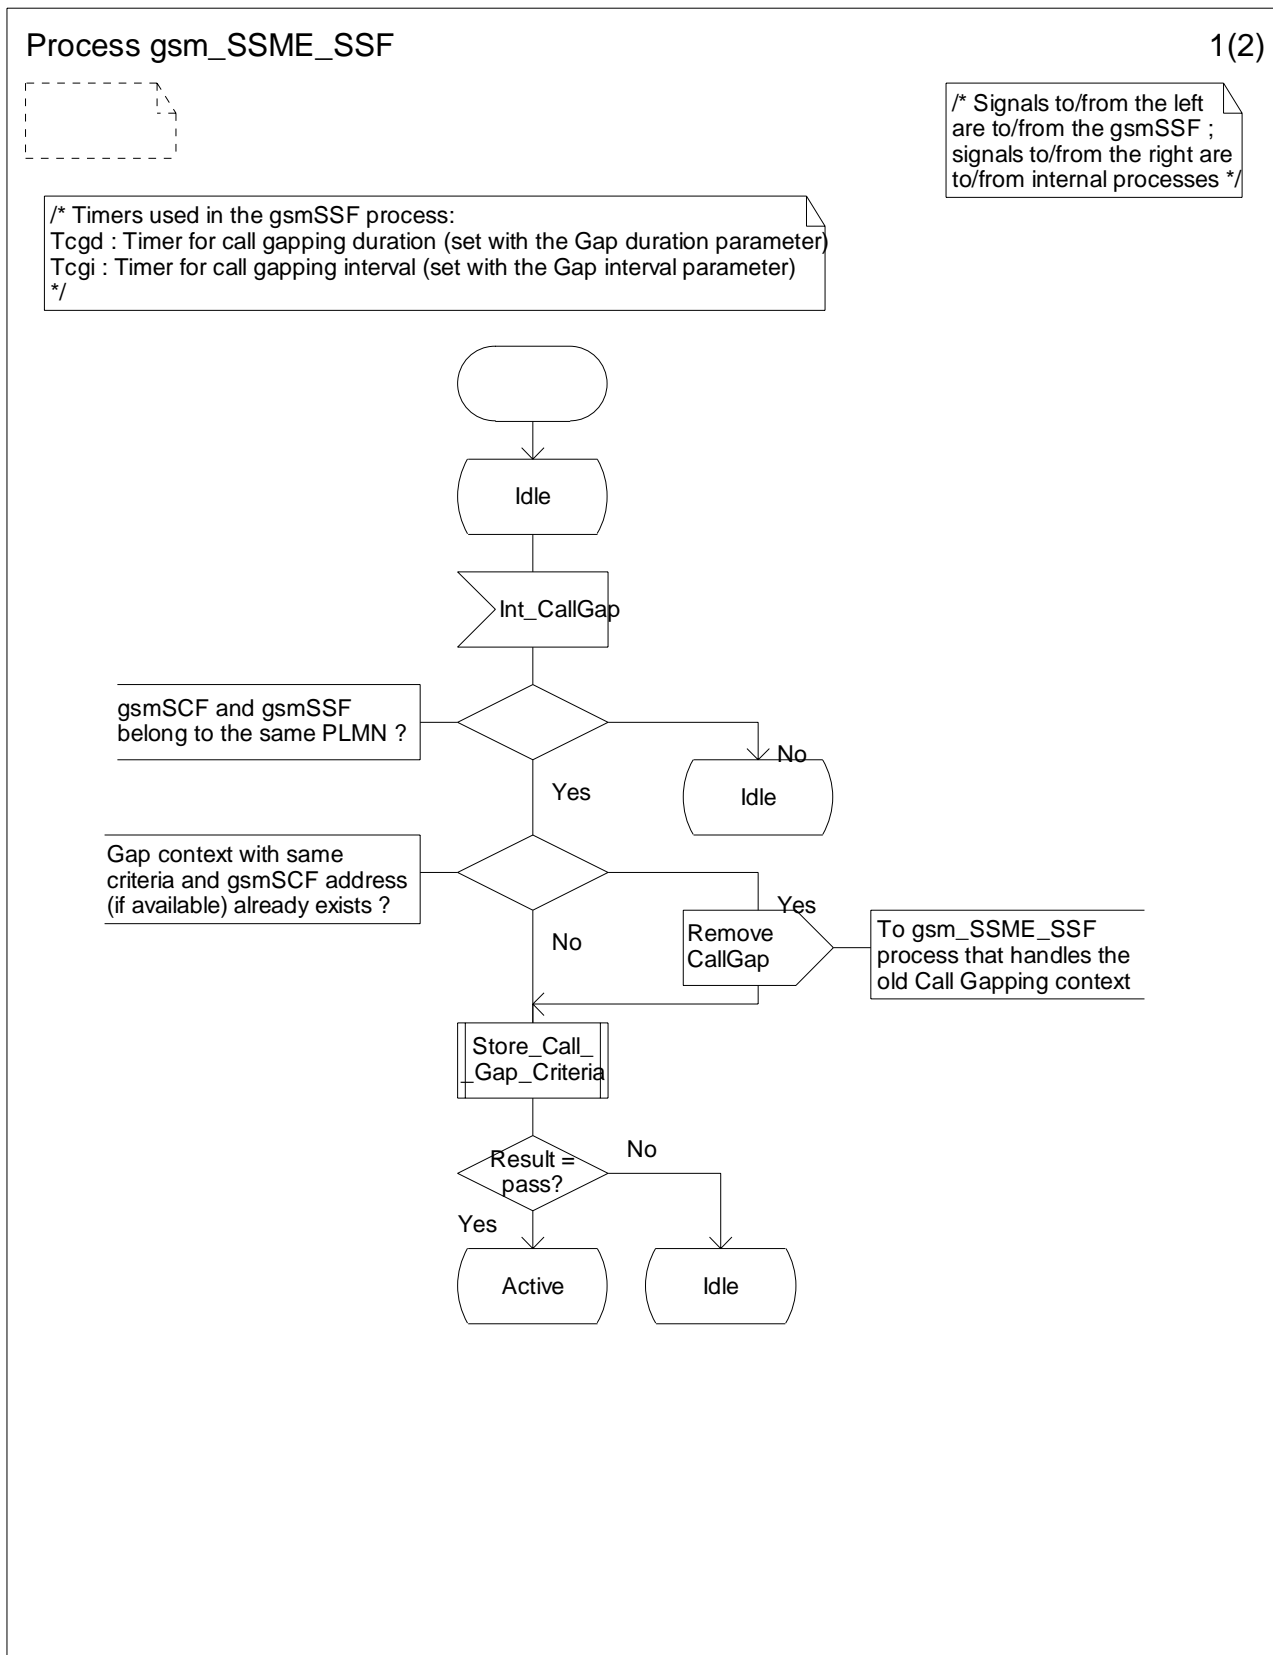 Process gsm_SSME_SSF
1(2)
/* Signals to/from the left
are to/from the gsmSSF ;
signals to/from the right are
to/from internal processes */
/* Timers used in the gsmSSF process:
Tcgd : Timer for call gapping duration (set with the Gap duration parameter)
Tcgi : Timer for call gapping interval (set with the Gap interval parameter)
*/
Idle
Int_CallGap
gsmSCF and gsmSSF
belong to the same PLMN ?
No
Idle
Yes
Gap context with same
criteria and gsmSCF address
(if available) already exists ?
Yes
Remove
CallGap
To gsm_SSME_SSF
process that handles the
old Call Gapping context
No
Store_Call_
_Gap_Criteria
Result =
pass?
No
Yes
Active
Idle